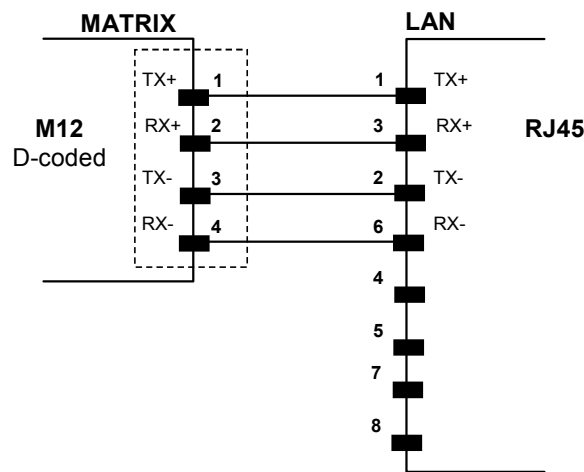 MATRIX LAN
TX+ 1 1 TX+
M12 RX+ 2 3 RX+ RJ45
D-coded
TX- 3 2 TX-
RX- 4 6 RX-
4
5
7
8